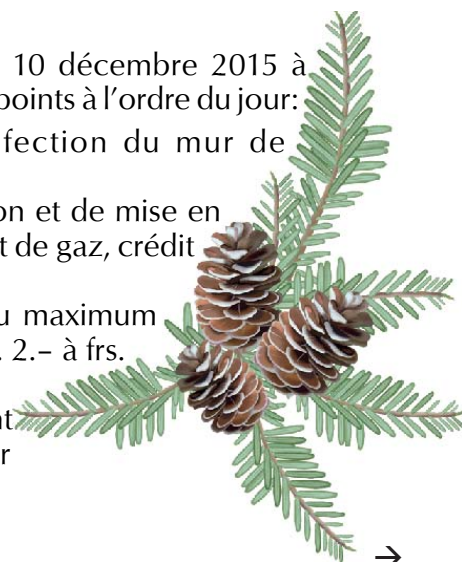 10 décembre 2015 à
points à l’ordre du jour:
fection du mur de
on et de mise en
t de gaz, crédit
u maximum
. 2.– à frs.
nt
r
→